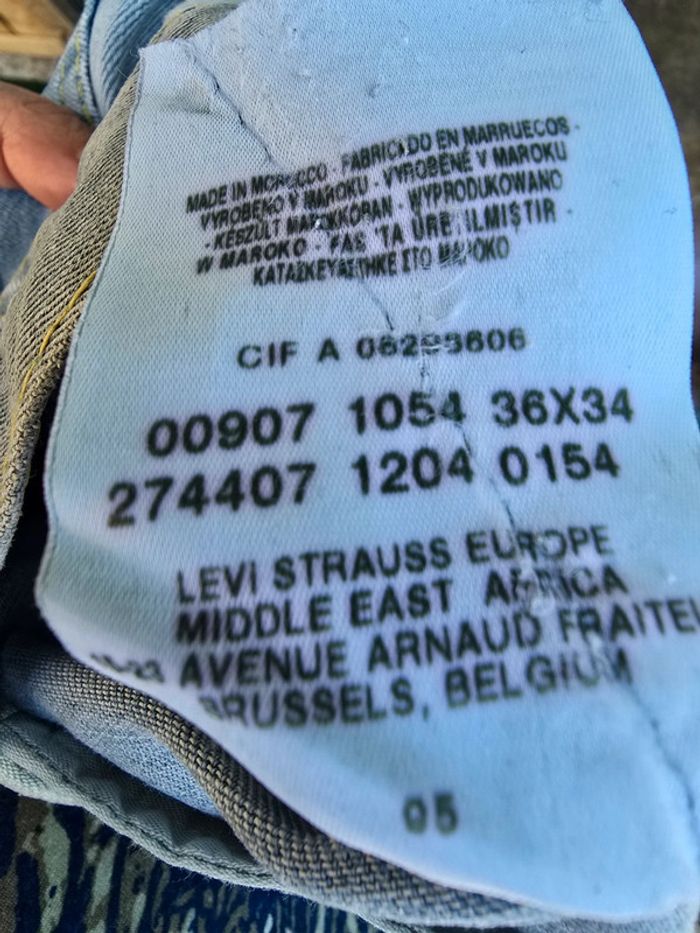 MADE IN MOROCCO - FABRICADO EN MARRUECOS -
VYROBENO V MAROKU - VYROBENÉ V MAROKU
- KÉSZÜLT MAROKKÓBAN - WYPRODUKOWANO
W MAROKO - FAS'TA ÜRETILMIŞTIR -
ΚΑΤΑΣΚΕΥΑΣΤΗΚΕ ΣΤΟ ΜΑΡΟΚΟ
CIF A 08293606
00907 1054 36X34
274407 1204 0154
LEVI STRAUSS EUROPE
MIDDLE EAST AFRICA
AVENUE ARNAUD FRAITEU
BRUSSELS, BELGIUM
05